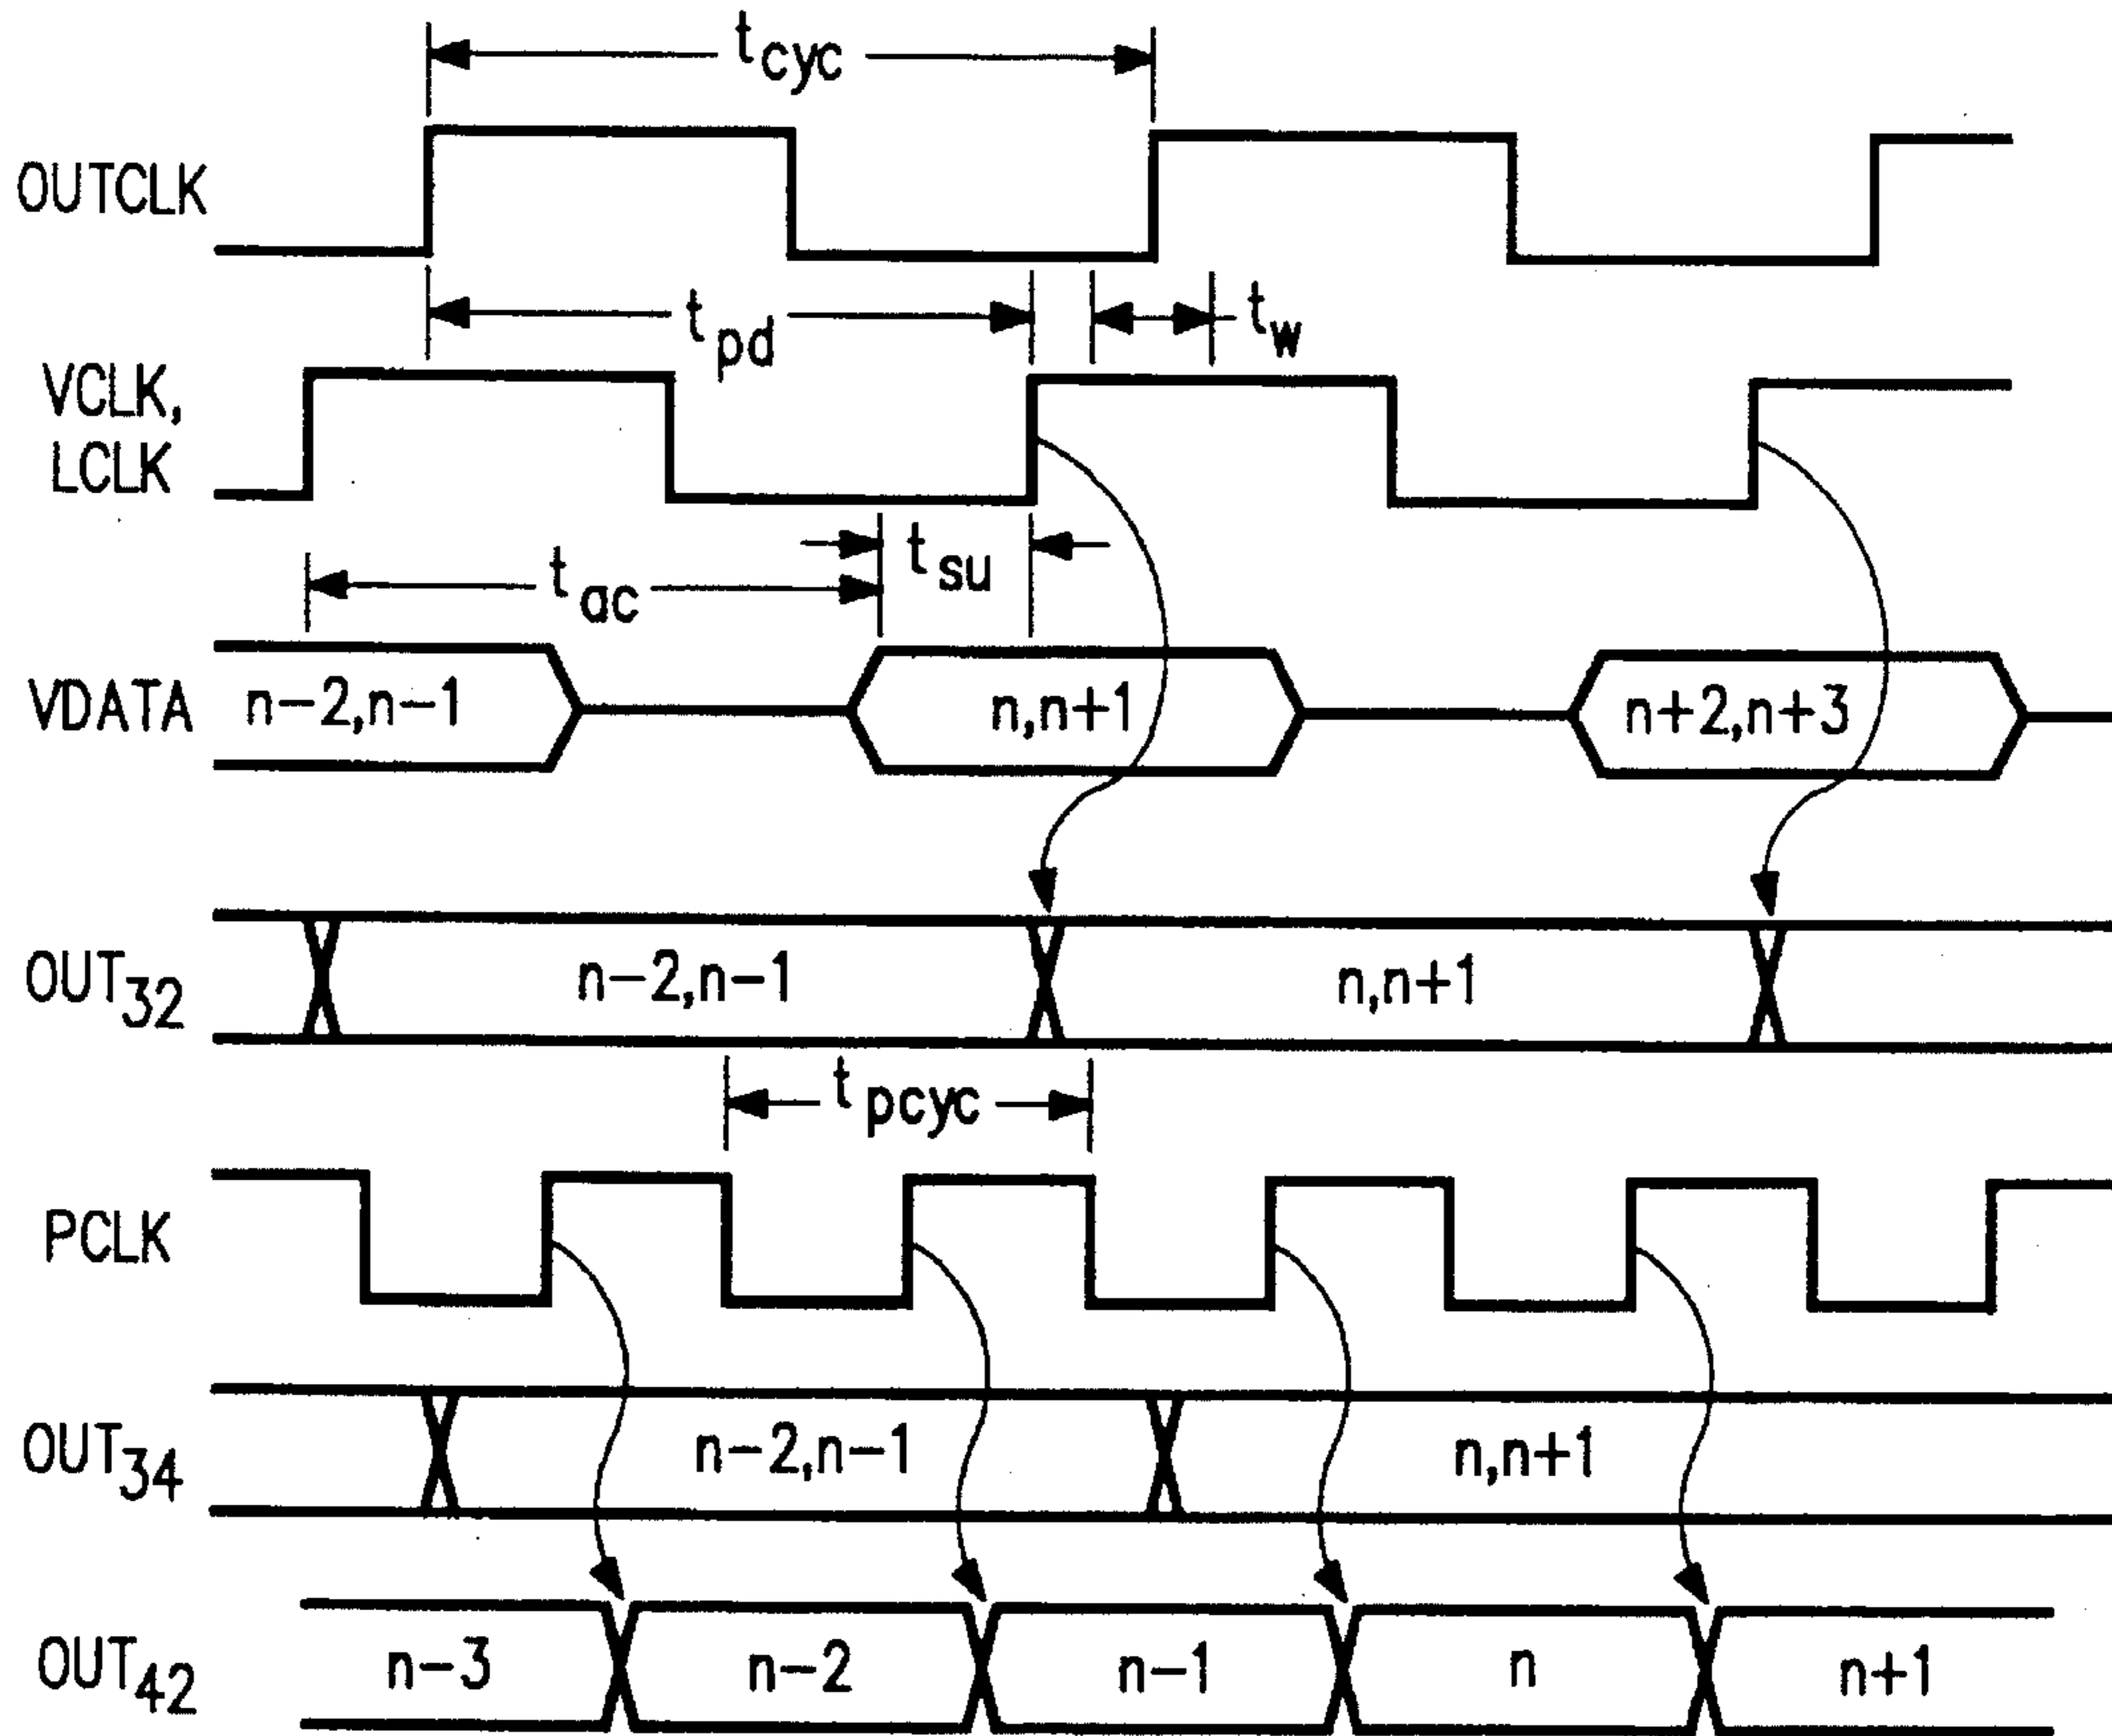 t_cyc
OUTCLK
t_pd
t_w
VCLK,
LCLK
t_su
t_ac
VDATA n-2,n-1 n,n+1 n+2,n+3
OUT_32 n-2,n-1 n,n+1
t_pcyc
PCLK
OUT_34 n-2,n-1 n,n+1
OUT_42 n-3 n-2 n-1 n n+1